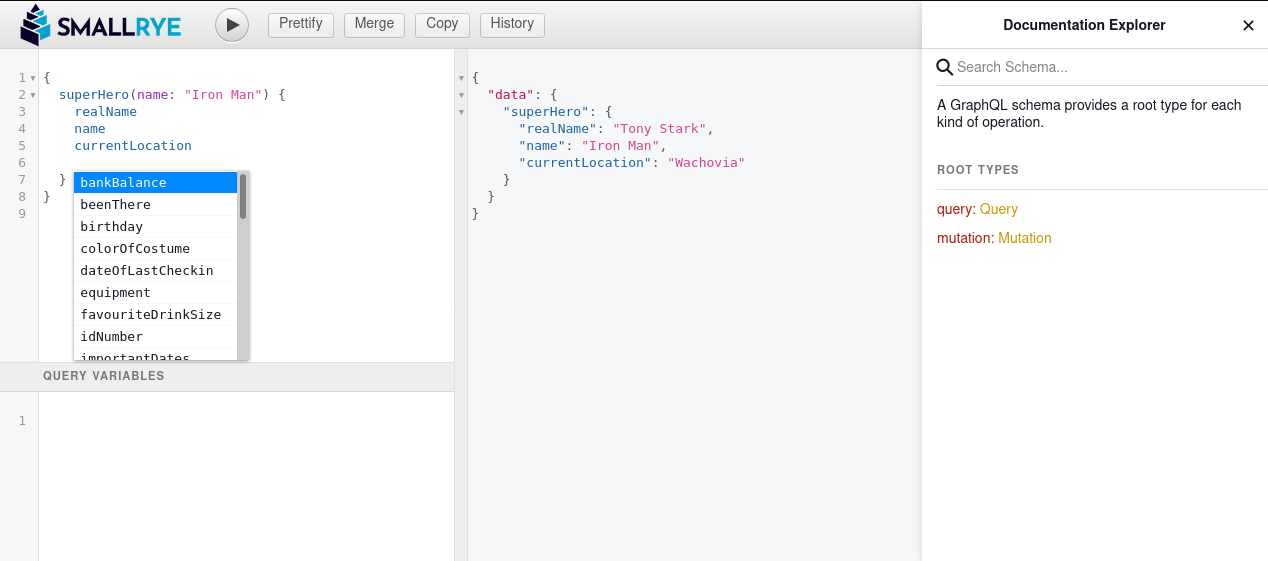 SMALLRYE
Prettify
Merge
Copy
History
1 {
2 superHero(name: "Iron Man") {
3 realName
4 name
5 currentLocation
6
7 }
8 }
9
bankBalance
beenThere
birthday
colorOfCostume
dateOfLastCheckin
equipment
favouriteDrinkSize
idNumber
importantDates
QUERY VARIABLES
1
{
"data": {
"superHero": {
"realName": "Tony Stark",
"name": "Iron Man",
"currentLocation": "Wachovia"
}
}
}
Documentation Explorer
Search Schema...
A GraphQL schema provides a root type for each
kind of operation.
ROOT TYPES
query: Query
mutation: Mutation